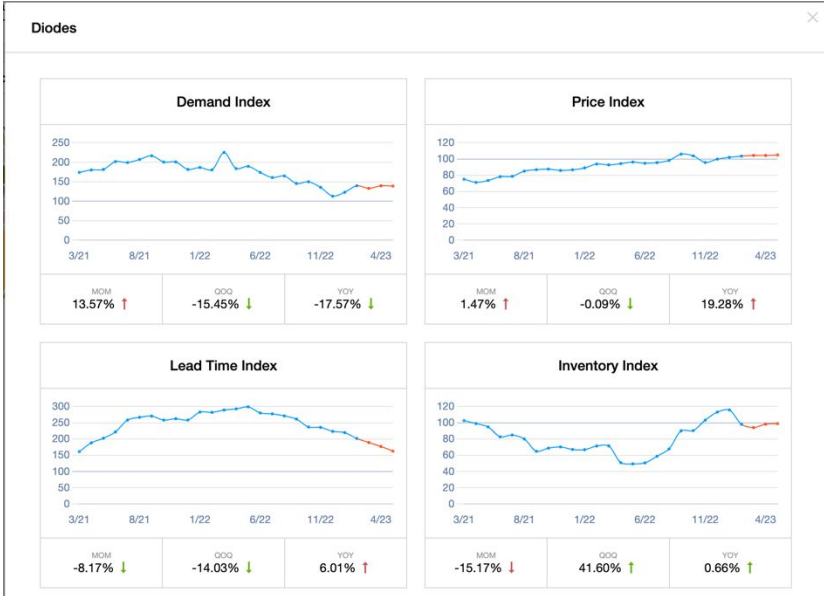 Diodes
Demand Index
250
200
150
100
50
0
3/21 8/21 1/22 6/22 11/22 4/23
MOM QOQ YOY
13.57% ↑ -15.45% ↓ -17.57% ↓
Price Index
120
100
80
60
40
20
0
3/21 8/21 1/22 6/22 11/22 4/23
MOM QOQ YOY
1.47% ↑ -0.09% ↓ 19.28% ↑
Lead Time Index
300
250
200
150
100
50
0
3/21 8/21 1/22 6/22 11/22 4/23
MOM QOQ YOY
-8.17% ↓ -14.03% ↓ 6.01% ↑
Inventory Index
120
100
80
60
40
20
0
3/21 8/21 1/22 6/22 11/22 4/23
MOM QOQ YOY
-15.17% ↓ 41.60% ↑ 0.66% ↑